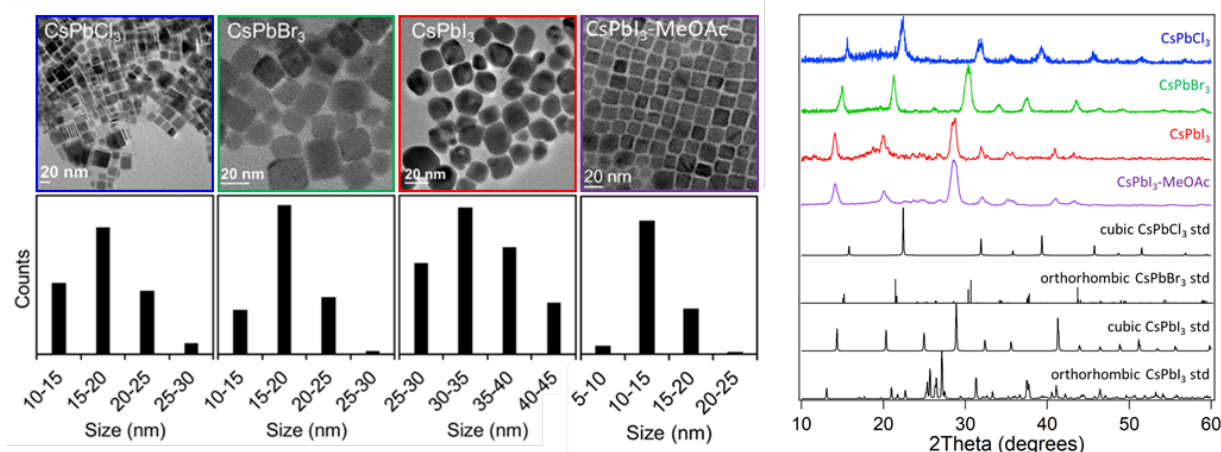 CsPbCl₃
CsPbBr₃
CsPbI₃
CsPbI₃-MeOAc
20 nm
20 nm
20 nm
20 nm
Counts
10-15
15-20
20-25
25-30
Size (nm)
10-15
15-20
20-25
25-30
Size (nm)
25-30
30-35
35-40
40-45
Size (nm)
5-10
10-15
15-20
20-25
Size (nm)
CsPbCl₃
CsPbBr₃
CsPbI₃
CsPbI₃-MeOAc
cubic CsPbCl₃ std
orthorhombic CsPbBr₃ std
cubic CsPbI₃ std
orthorhombic CsPbI₃ std
10 20 30 40 50 60
2Theta (degrees)